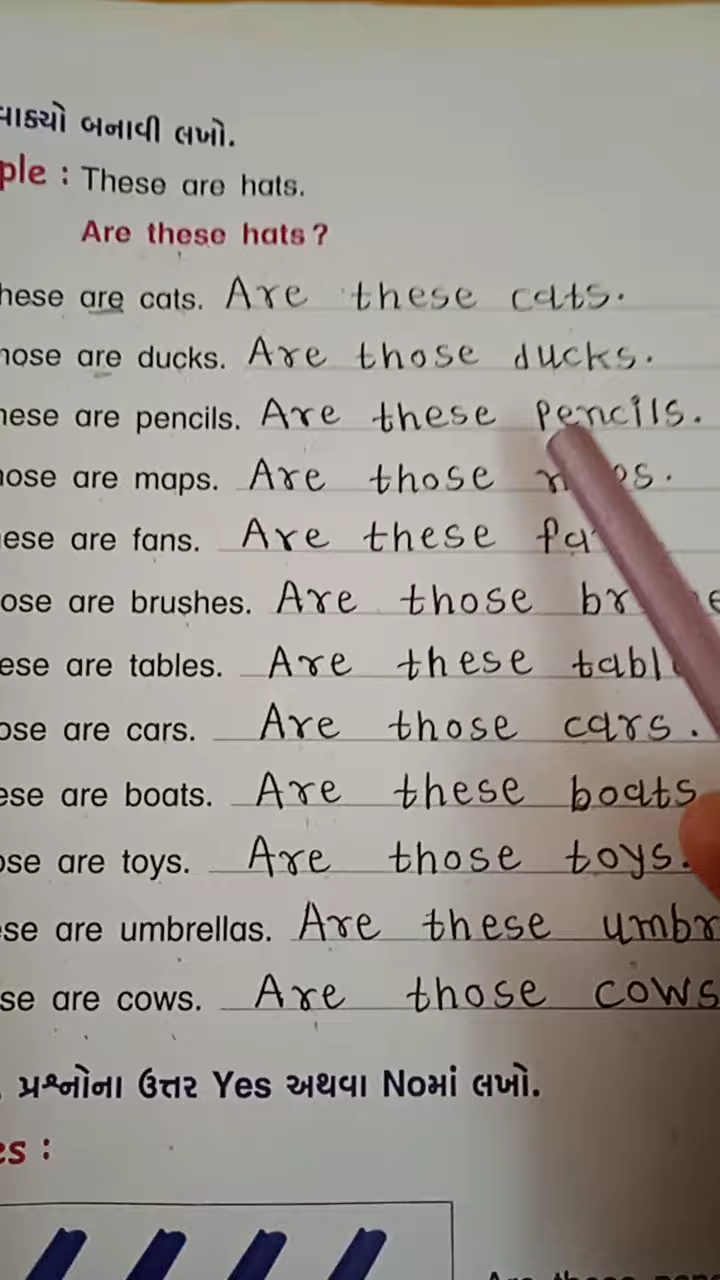 વાક્યો બનાવી લખો.
ple : These are hats.
Are these hats?
hese are cats. Are these cats.
hose are ducks. Are those ducks.
hese are pencils. Are these pencils.
hose are maps. Are those
ese are fans. Are these
ose are brushes. Are those
ese are tables. Are these
ose are cars. Are those cars.
ese are boats. Are these boats
ose are toys. Are those toys.
ese are umbrellas. Are these umbr
se are cows. Are those cows
પ્રશ્નોના ઉત્તર Yes અથવા Noમાં લખો.
es :